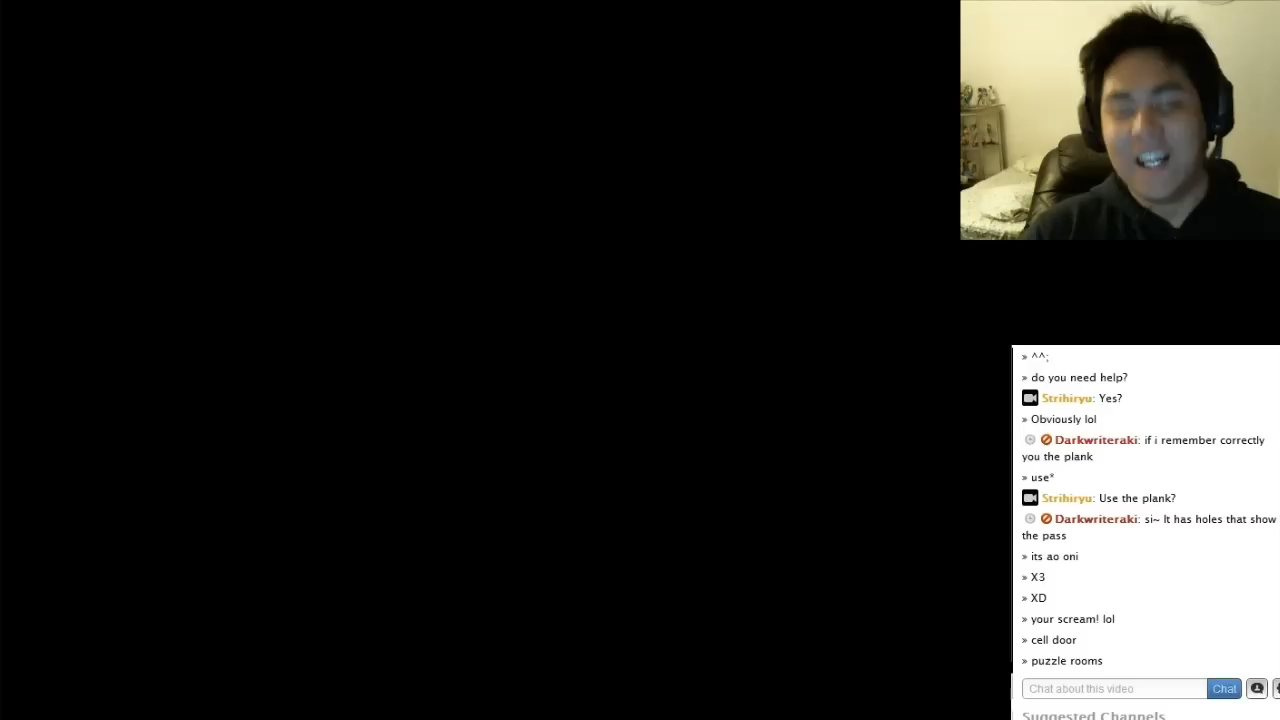 » ^^;
» do you need help?
Strihiryu: Yes?
» Obviously lol
Darkwriteraki: if i remember correctly
you the plank
» use*
Strihiryu: Use the plank?
Darkwriteraki: si~ It has holes that show
the pass
» its ao oni
» X3
» XD
» your scream! lol
» cell door
» puzzle rooms
Chat about this video
Chat
Suggested Channels